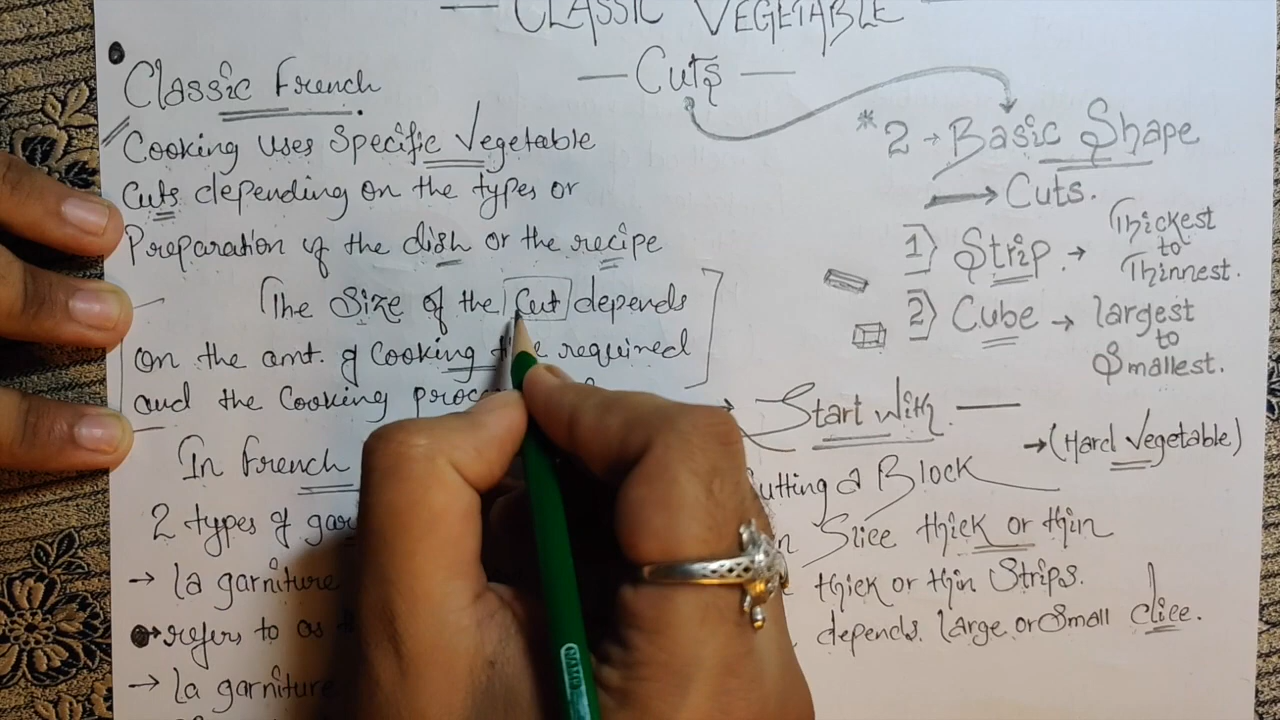 CLASSIC VEGETABLE
— Cuts —
Classic French
Cooking uses Specific Vegetable
Cuts depending on the types or
Preparation of the dish or the recipe
The Size of the Cut depends
on the amt. of Cooking required
and the Cooking
In French
2 types of
→ la garniture
→ refers to as
→ la garniture
* 2 → Basic Shape
→ Cuts.
1) Strip. → Thickest
to
Thinnest.
2) Cube → largest
to
Smallest.
→ Start with —
→ (Hard Vegetable)
a Block
Slice thick or thin
thick or thin Strips.
depends. large or Small dice.